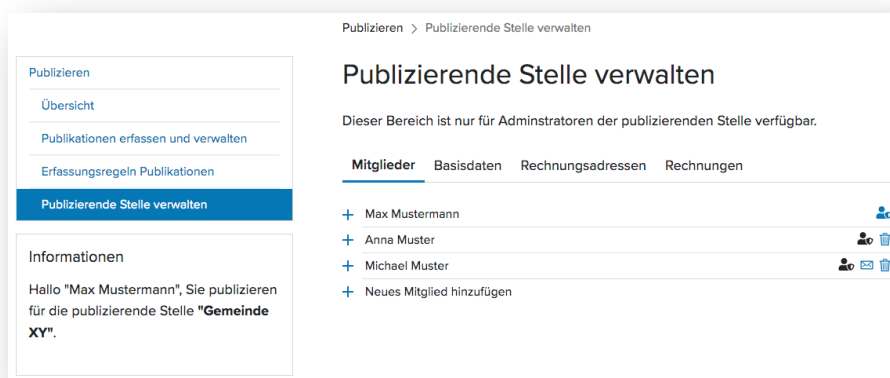 Publizieren > Publizierende Stelle verwalten
Publizieren
Übersicht
Publikationen erfassen und verwalten
Erfassungsregeln Publikationen
Publizierende Stelle verwalten
Informationen
Hallo "Max Mustermann", Sie publizieren
für die publizierende Stelle "Gemeinde
XY".
Publizierende Stelle verwalten
Dieser Bereich ist nur für Adminstratoren der publizierenden Stelle verfügbar.
Mitglieder Basisdaten Rechnungsadressen Rechnungen
Max Mustermann
Anna Muster
Michael Muster
Neues Mitglied hinzufügen